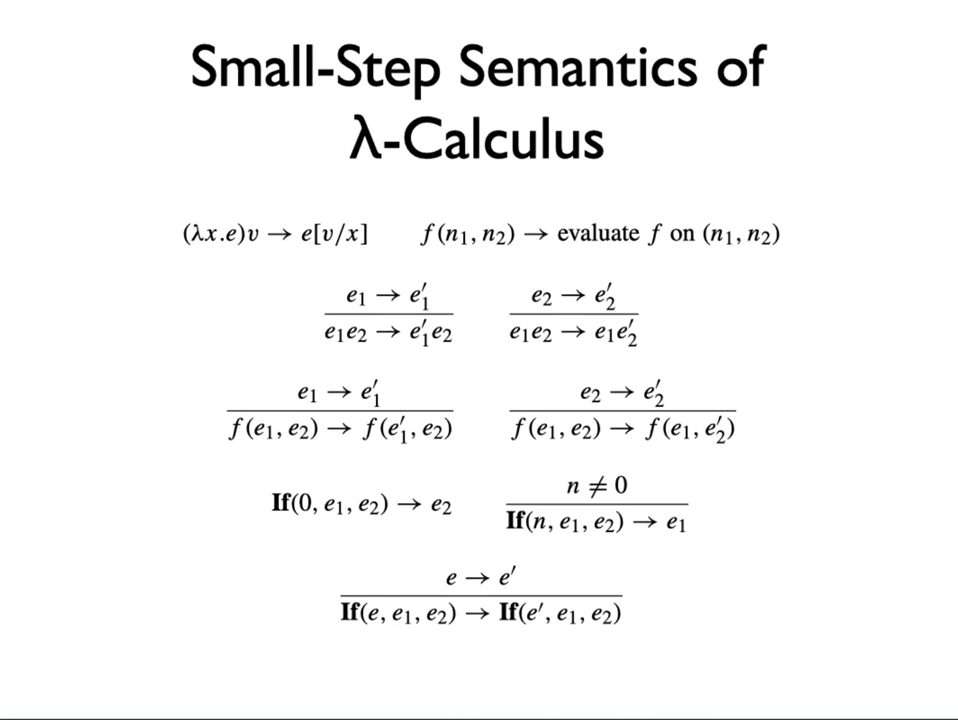 Small-Step Semantics of
λ-Calculus
(λx.e)v → e[v/x]    f(n₁, n₂) → evaluate f on (n₁, n₂)
e₁ → e₁′    e₂ → e₂′
e₁e₂ → e₁′e₂    e₁e₂ → e₁e₂′
e₁ → e₁′    e₂ → e₂′
f(e₁, e₂) → f(e₁′, e₂)    f(e₁, e₂) → f(e₁, e₂′)
If(0, e₁, e₂) → e₂
n ≠ 0
If(n, e₁, e₂) → e₁
e → e′
If(e, e₁, e₂) → If(e′, e₁, e₂)